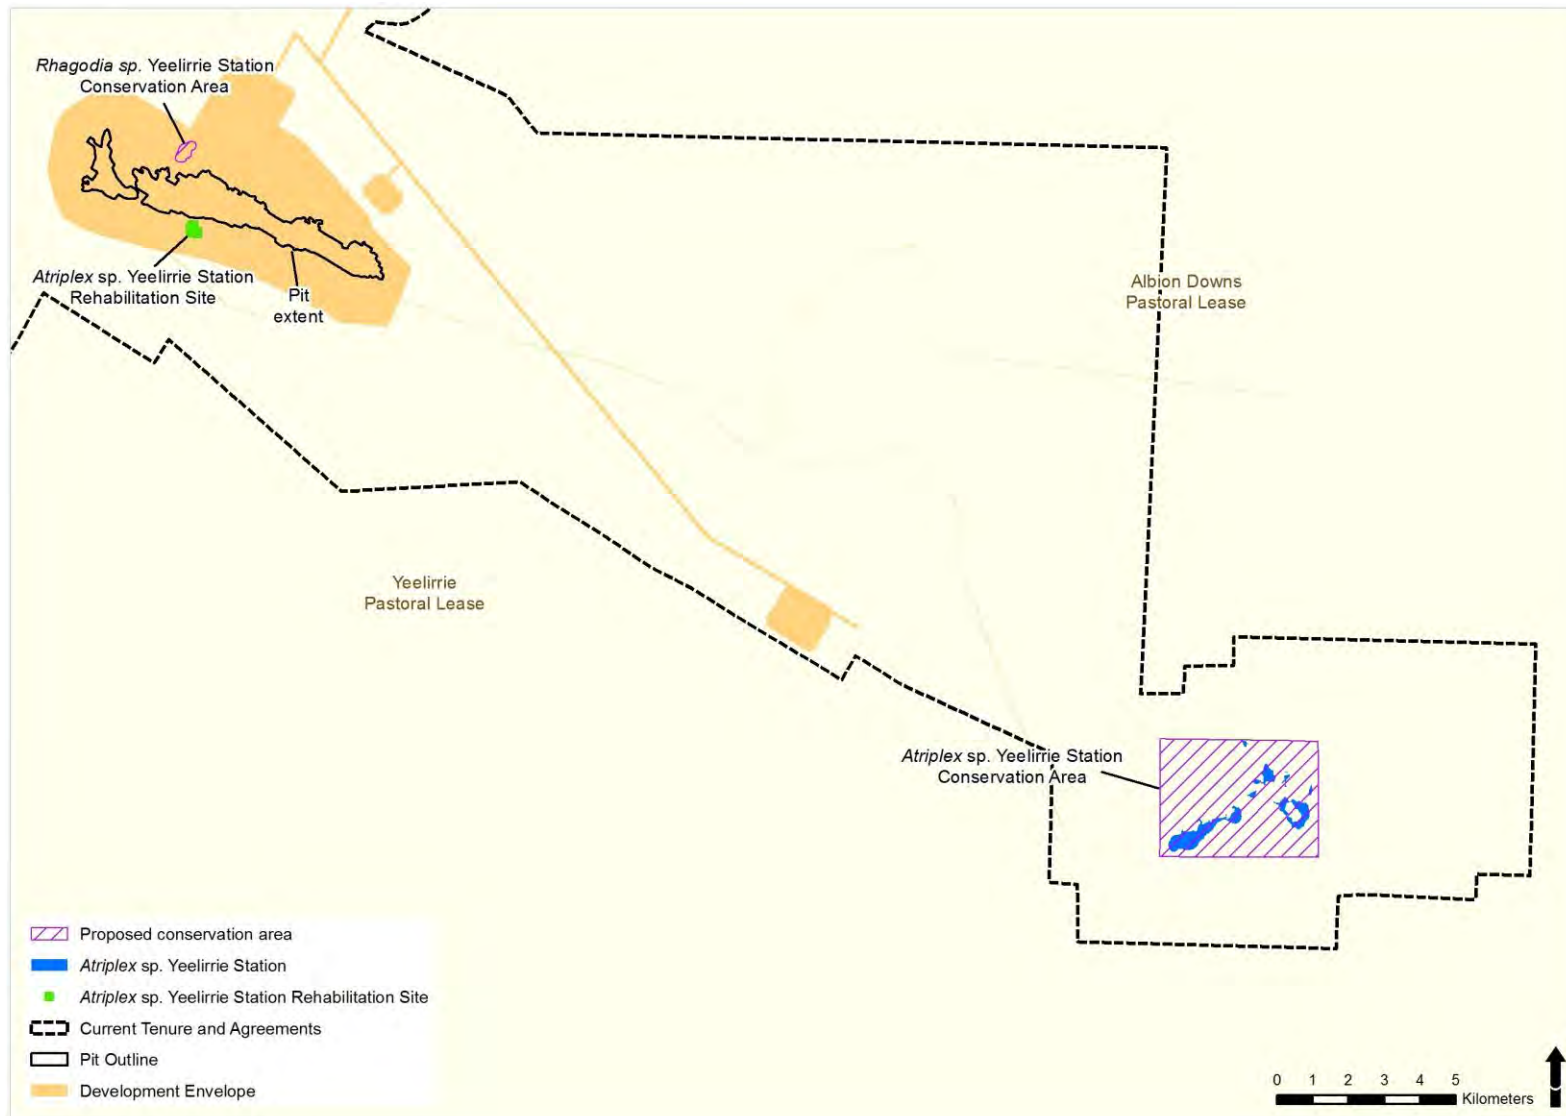 Rhagodia sp. Yeelirrie Station
Conservation Area
Atriplex sp. Yeelirrie Station
Rehabilitation Site
Pit
extent
Albion Downs
Pastoral Lease
Yeelirrie
Pastoral Lease
Atriplex sp. Yeelirrie Station
Conservation Area
Proposed conservation area
Atriplex sp. Yeelirrie Station
Atriplex sp. Yeelirrie Station Rehabilitation Site
Current Tenure and Agreements
Pit Outline
Development Envelope
0 1 2 3 4 5
Kilometers